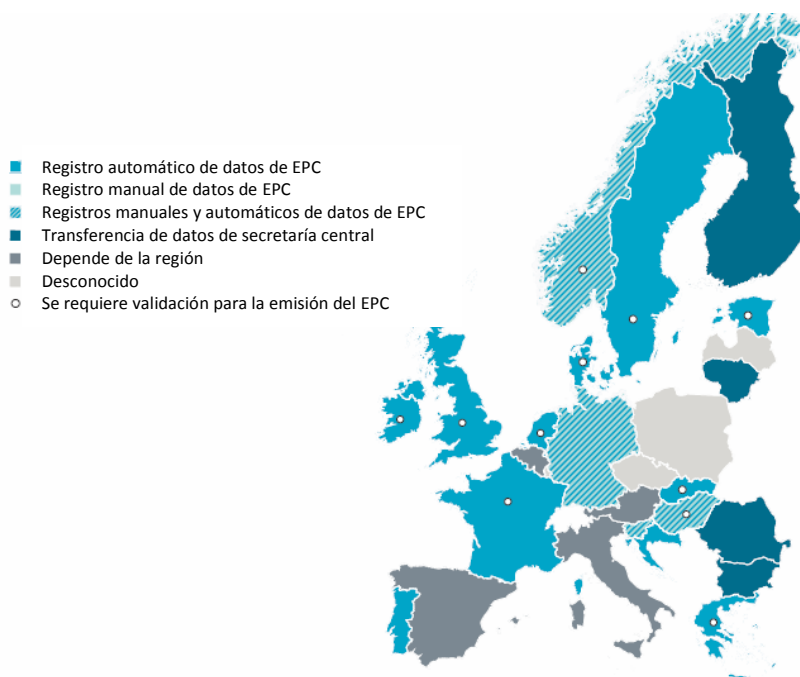 Registro automático de datos de EPC
Registro manual de datos de EPC
Registros manuales y automáticos de datos de EPC
Transferencia de datos de secretaría central
Depende de la región
Desconocido
Se requiere validación para la emisión del EPC